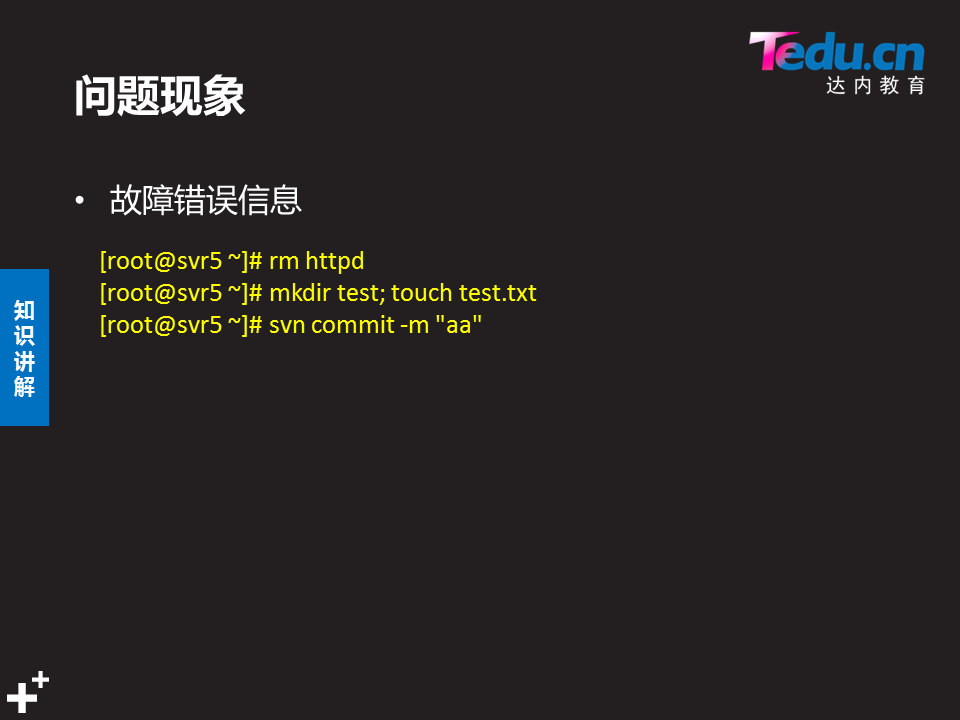 Tedu.cn
达内教育
问题现象
• 故障错误信息
[root@svr5 ~]# rm httpd
[root@svr5 ~]# mkdir test; touch test.txt
[root@svr5 ~]# svn commit -m "aa"
知
识
讲
解